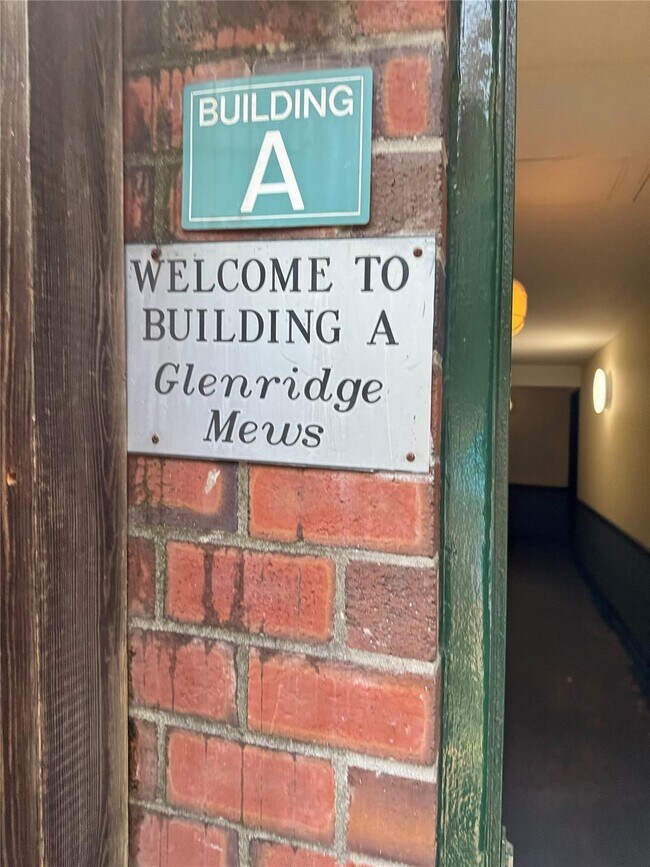 BUILDING
A
WELCOME TO
BUILDING A
Glenridge
Mews